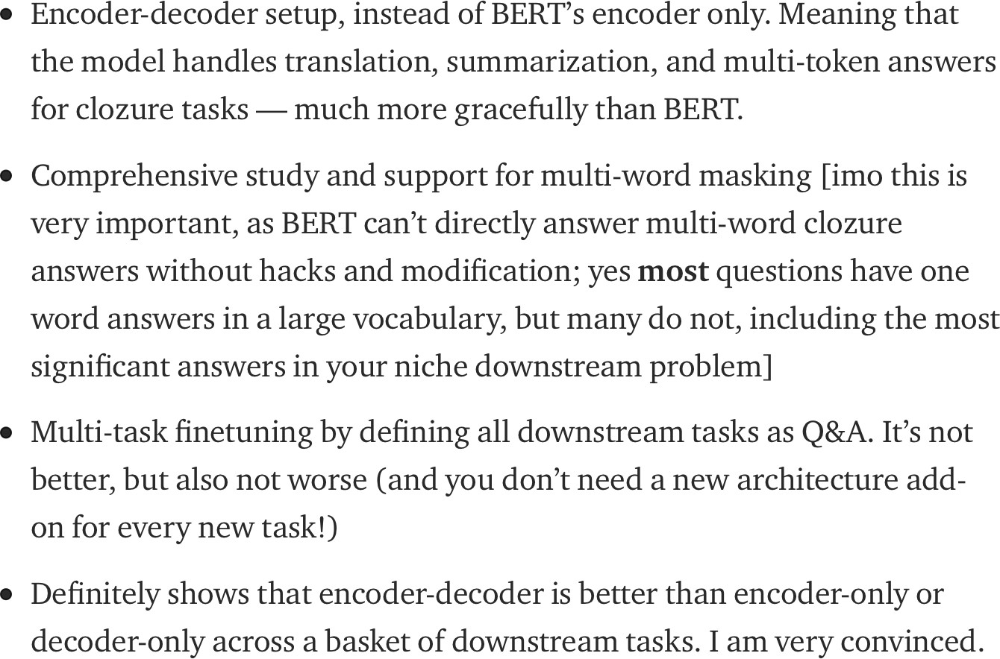 • Encoder-decoder setup, instead of BERT’s encoder only. Meaning that
the model handles translation, summarization, and multi-token answers
for clozure tasks — much more gracefully than BERT.
• Comprehensive study and support for multi-word masking [imo this is
very important, as BERT can’t directly answer multi-word clozure
answers without hacks and modification; yes most questions have one
word answers in a large vocabulary, but many do not, including the most
significant answers in your niche downstream problem]
• Multi-task finetuning by defining all downstream tasks as Q&A. It’s not
better, but also not worse (and you don’t need a new architecture add-
on for every new task!)
• Definitely shows that encoder-decoder is better than encoder-only or
decoder-only across a basket of downstream tasks. I am very convinced.